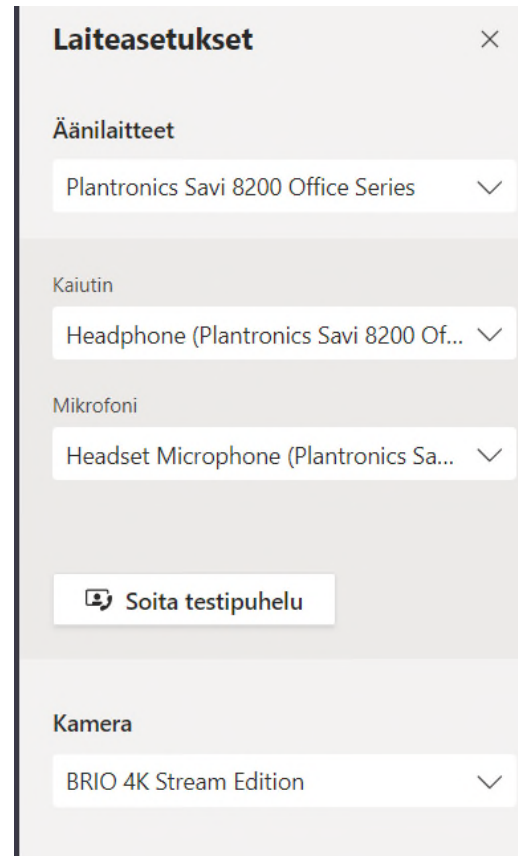 Laiteasetukset
Äänilaitteet
Plantronics Savi 8200 Office Series
Kaiutin
Headphone (Plantronics Savi 8200 Of...
Mikrofoni
Headset Microphone (Plantronics Sa...
Soita testipuhelu
Kamera
BRIO 4K Stream Edition